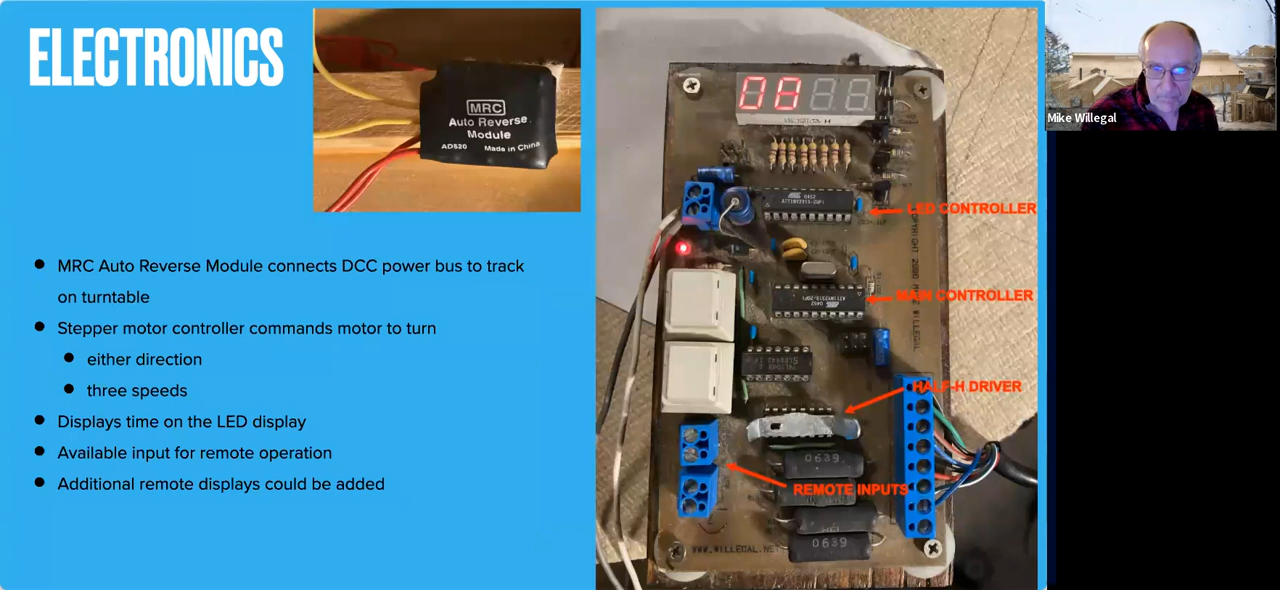 ELECTRONICS
MRC
Auto Reverse
Module
AD520 Made in China
MRC Auto Reverse Module connects DCC power bus to track
on turntable
Stepper motor controller commands motor to turn
either direction
three speeds
Displays time on the LED display
Available input for remote operation
Additional remote displays could be added
08
LED CONTROLLER
MAIN CONTROLLER
HALF-H DRIVER
0639
REMOTE INPUTS
0639
WWW.WILLEGAL.NET
Mike Willegal